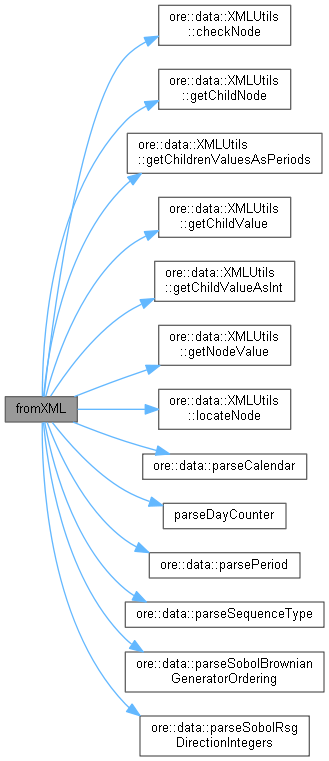 ore::data::XMLUtils
::checkNode
ore::data::XMLUtils
::getChildNode
ore::data::XMLUtils
::getChildrenValuesAsPeriods
ore::data::XMLUtils
::getChildValue
ore::data::XMLUtils
::getChildValueAsInt
ore::data::XMLUtils
::getNodeValue
fromXML
ore::data::XMLUtils
::locateNode
ore::data::parseCalendar
parseDayCounter
ore::data::parsePeriod
ore::data::parseSequenceType
ore::data::parseSobolBrownian
GeneratorOrdering
ore::data::parseSobolRsg
DirectionIntegers